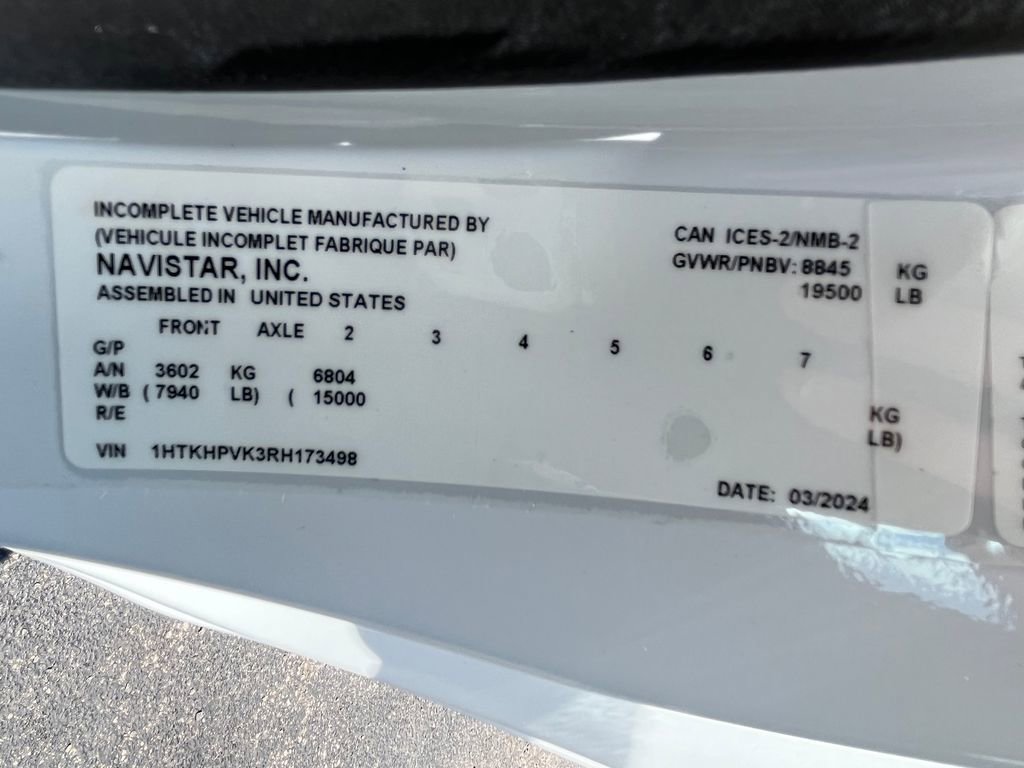 INCOMPLETE VEHICLE MANUFACTURED BY
(VEHICULE INCOMPLET FABRIQUE PAR)
NAVISTAR, INC.
ASSEMBLED IN UNITED STATES
CAN ICES-2/NMB-2
GVWR/PNBV: 8845 KG
19500 LB
FRONT AXLE 2 3 4 5 6 7
G/P
A/N 3602 KG 6804 KG
W/B ( 7940 LB) ( 15000 LB)
R/E
VIN 1HTKHPVK3RH173498
DATE: 03/2024